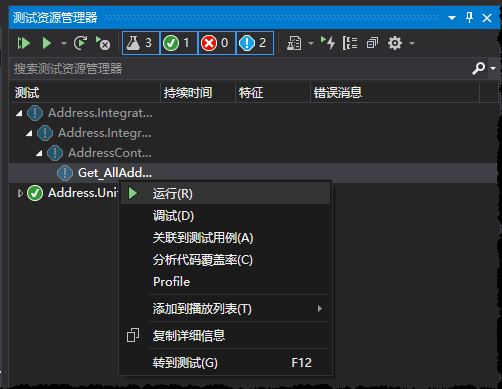 测试资源管理器
3 1 0 2
搜索测试资源管理器
测试 持续时间 特征 错误消息
Address.Integrat...
Address.Integr...
AddressCont...
Get_AllAdd...
Address.Uni
运行(R)
调试(D)
关联到测试用例(A)
分析代码覆盖率(C)
Profile
添加到播放列表(T)
复制详细信息
转到测试(G) F12